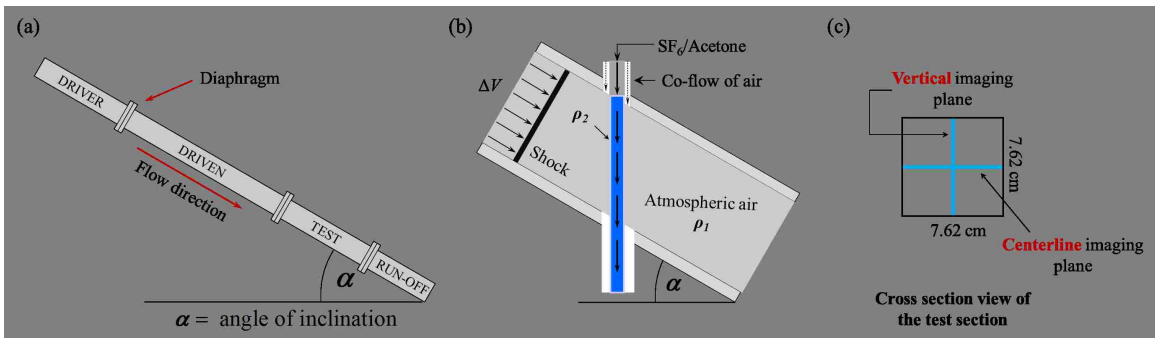 (a)
DRIVER
Diaphragm
DRIVEN
Flow direction
TEST
RUN-OFF
α
α = angle of inclination
(b)
SF6/Acetone
Co-flow of air
ΔV
ρ2
Shock
Atmospheric air
ρ1
α
(c)
Vertical imaging
plane
7.62 cm
7.62 cm
Centerline imaging
plane
Cross section view of
the test section